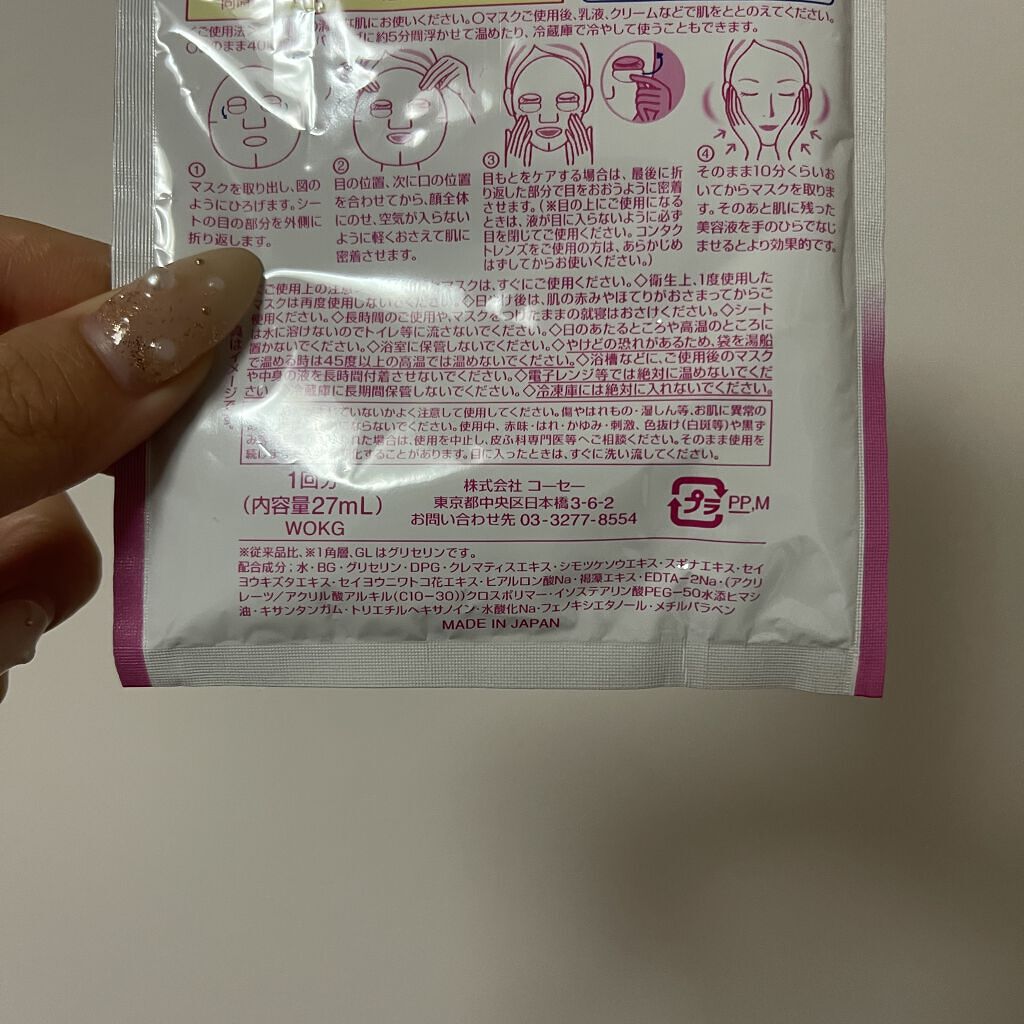 な肌にお使いください。○マスクご使用後、乳液、クリームなどで肌をととのえてください。
に約5分間浮かせて温めたり、冷蔵庫で冷やして使うこともできます。
①
マスクを取り出し、図の
ようにひろげます。シー
トの目の部分を外側に
折り返します。
②
目の位置、次に口の位置
を合わせてから、顔全体
にのせ、空気が入らない
ように軽くおさえて肌に
密着させます。
③
目もとをケアする場合は、最後に折
り返した部分で目をおおうように密着
させます。(※目の上にご使用になる
ときは、液が目に入らないように必ず
目を閉じてご使用ください。コンタク
トレンズをご使用の方は、あらかじめ
はずしてからお使いください。)
④
そのまま10分くらいお
いてからマスクを取りま
す。そのあと肌に残った
美容液を手のひらでなじ
ませるとより効果的です。
ご使用上の注意 マスクは、すぐにご使用ください。◇衛生上、1度使用した
マスクは再度使用しないでください。◇日やけ後は、肌の赤みやほてりがおさまってからご
使用ください。◇長時間のご使用や、マスクをつけたままの就寝はおさけください。◇シート
は水に溶けないのでトイレ等に流さないでください。◇日のあたるところや高温のところに
置かないでください。◇浴室に保管しないでください。◇やけどの恐れがあるため、袋を湯船
で温める時は45度以上の高温では温めないでください。◇浴槽などに、ご使用後のマスク
や中身の液を長時間付着させないでください。◇電子レンジ等では絶対に温めないでくだ
さい 冷蔵庫に長期間保管しないでください。◇冷凍庫には絶対に入れないでください。
はイメージです。
じていないかよく注意して使用してください。傷やはれもの・湿しん等、お肌に異常の
にならないでください。使用中、赤味・はれ・かゆみ・刺激、色抜け(白斑等)や黒ず
れた場合は、使用を中止し、皮ふ科専門医等へご相談ください。そのまま使用を
続け 化することがあります。目に入ったときは、すぐに洗い流してください。
1回分
(内容量27mL)
WOKG
株式会社 コーセー
東京都中央区日本橋3-6-2
お問い合わせ先 03-3277-8554
プラ
PP,M
※従来品比、※1角層、GLはグリセリンです。
配合成分;水・BG・グリセリン・DPG・クレマティスエキス・シモツケソウエキス・スギナエキス・セイ
ヨウキズタエキス・セイヨウニワトコ花エキス・ヒアルロン酸Na・褐藻エキス・EDTA-2Na・(アクリ
レーツ/アクリル酸アルキル(C10-30))クロスポリマー・イソステアリン酸PEG-50水添ヒマシ
油・キサンタンガム・トリエチルヘキサノイン・水酸化Na・フェノキシエタノール・メチルパラベン
MADE IN JAPAN